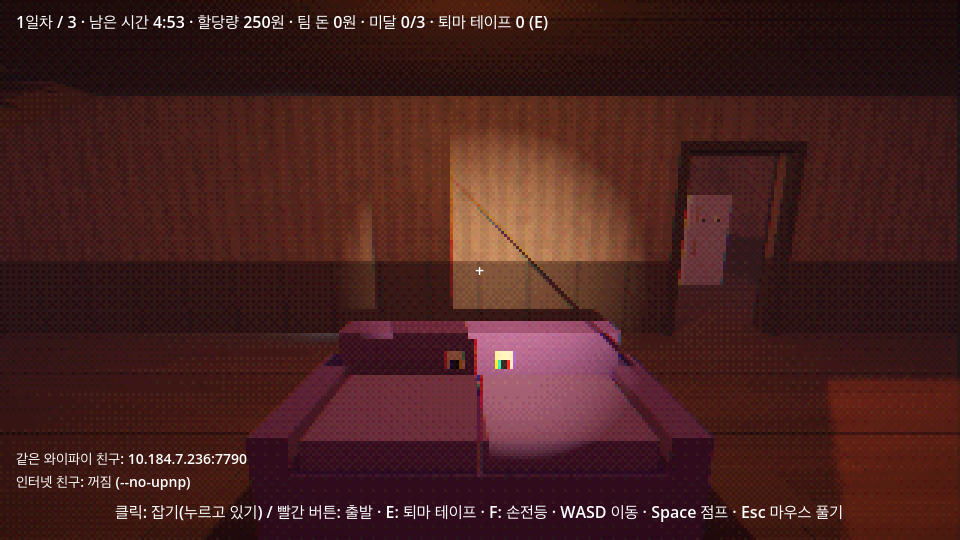 1일차 / 3 · 남은 시간 4:53 · 할당량 250원 · 팀 돈 0원 · 미달 0/3 · 퇴마 테이프 0 (E)
같은 와이파이 친구: 10.184.7.236:7790
인터넷 친구: 꺼짐 (--no-upnp)
클릭: 잡기(누르고 있기) / 빨간 버튼: 출발 · E: 퇴마 테이프 · F: 손전등 · WASD 이동 · Space 점프 · Esc 마우스 풀기